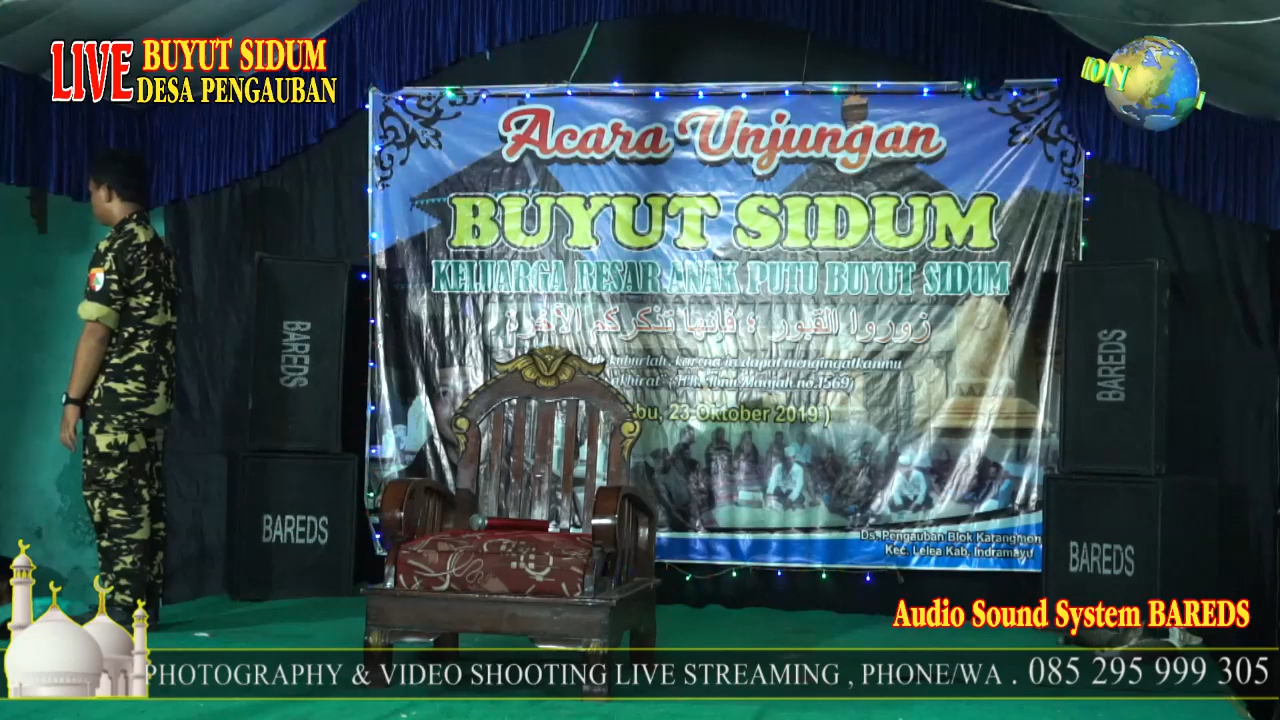 LIVE BUYUT SIDUM
DESA PENGAUBAN
Acara Unjungan
BUYUT SIDUM
KELUARGA BESAR ANAK PUTU BUYUT SIDUM
زوروا القبور ؛ فإنها تذكركم الآخرة
kuburlah, karena ia dapat mengingatkanmu
akhirat" (HR. Ibnu Majah no.1569)
23 Oktober 2019 )
BAREDS
BAREDS
BAREDS
BAREDS
Ds. Pengauban Blok Karangmon
Kec. Lelea Kab, Indramayu
Audio Sound System BAREDS
PHOTOGRAPHY & VIDEO SHOOTING LIVE STREAMING , PHONE/WA . 085 295 999 305